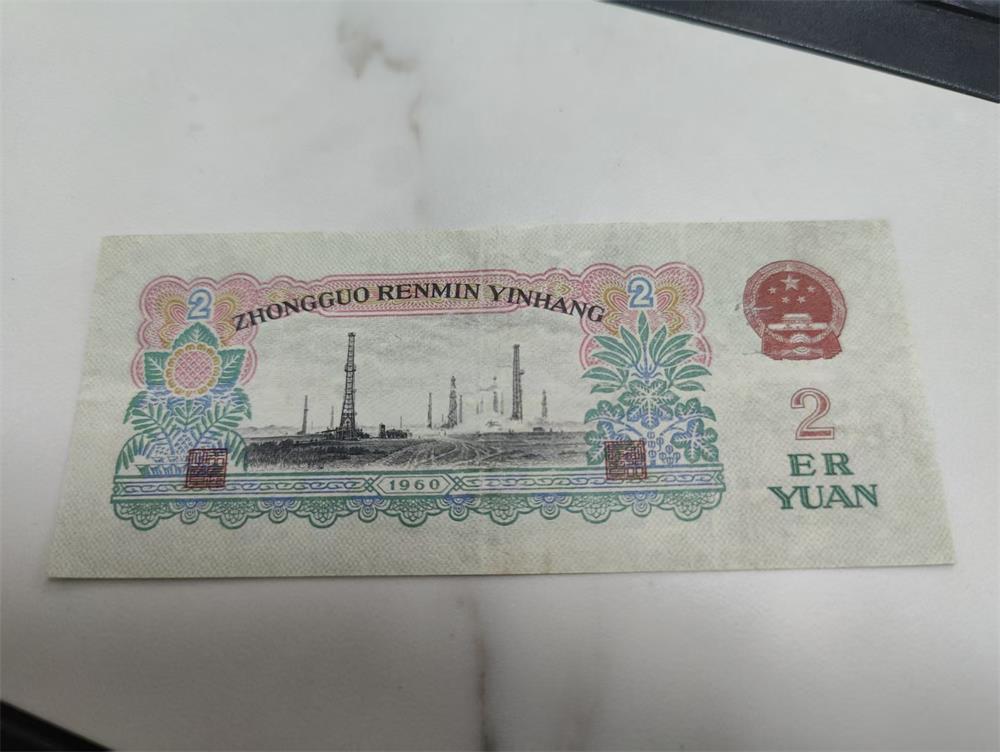 2
2
ZHONGGUO RENMIN YINHANG
1960
2
ER
YUAN